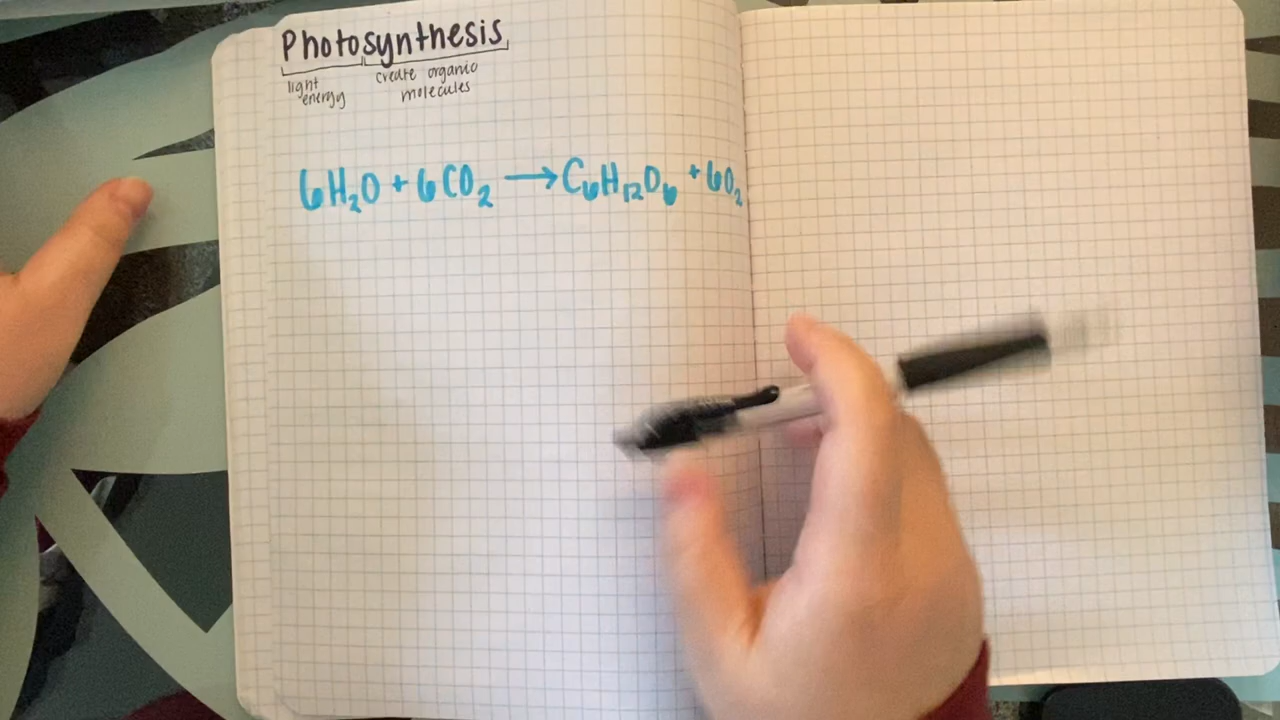 Photosynthesis
light energy
create organic molecules
6H₂O + 6CO₂ → C₆H₁₂O₆ + 6O₂